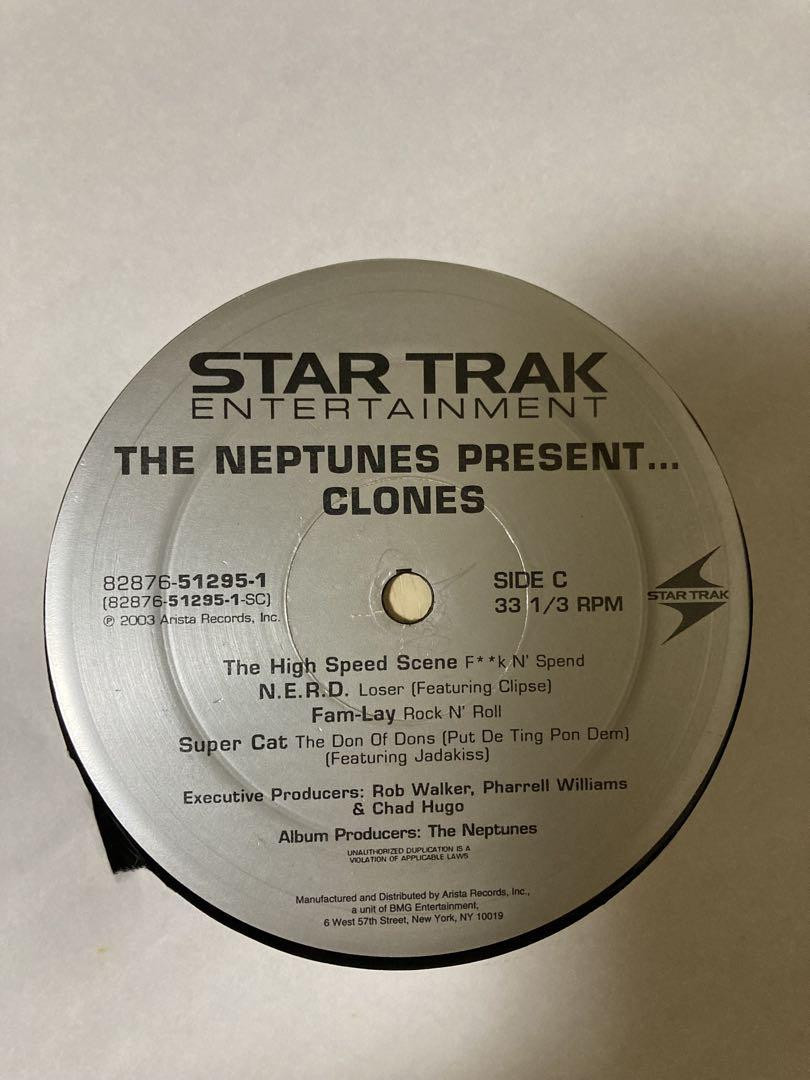 STAR TRAK
ENTERTAINMENT
THE NEPTUNES PRESENT...
CLONES
82876-51295-1
(82876-51295-1-SC)
℗ 2003 Arista Records, Inc.
SIDE C
33 1/3 RPM
STAR TRAK
The High Speed Scene F**k N' Spend
N.E.R.D. Loser (Featuring Clipse)
Fam-Lay Rock N' Roll
Super Cat The Don Of Dons (Put De Ting Pon Dem)
(Featuring Jadakiss)
Executive Producers: Rob Walker, Pharrell Williams
& Chad Hugo
Album Producers: The Neptunes
UNAUTHORIZED DUPLICATION IS A
VIOLATION OF APPLICABLE LAWS
Manufactured and Distributed by Arista Records, Inc.,
a unit of BMG Entertainment,
6 West 57th Street, New York, NY 10019